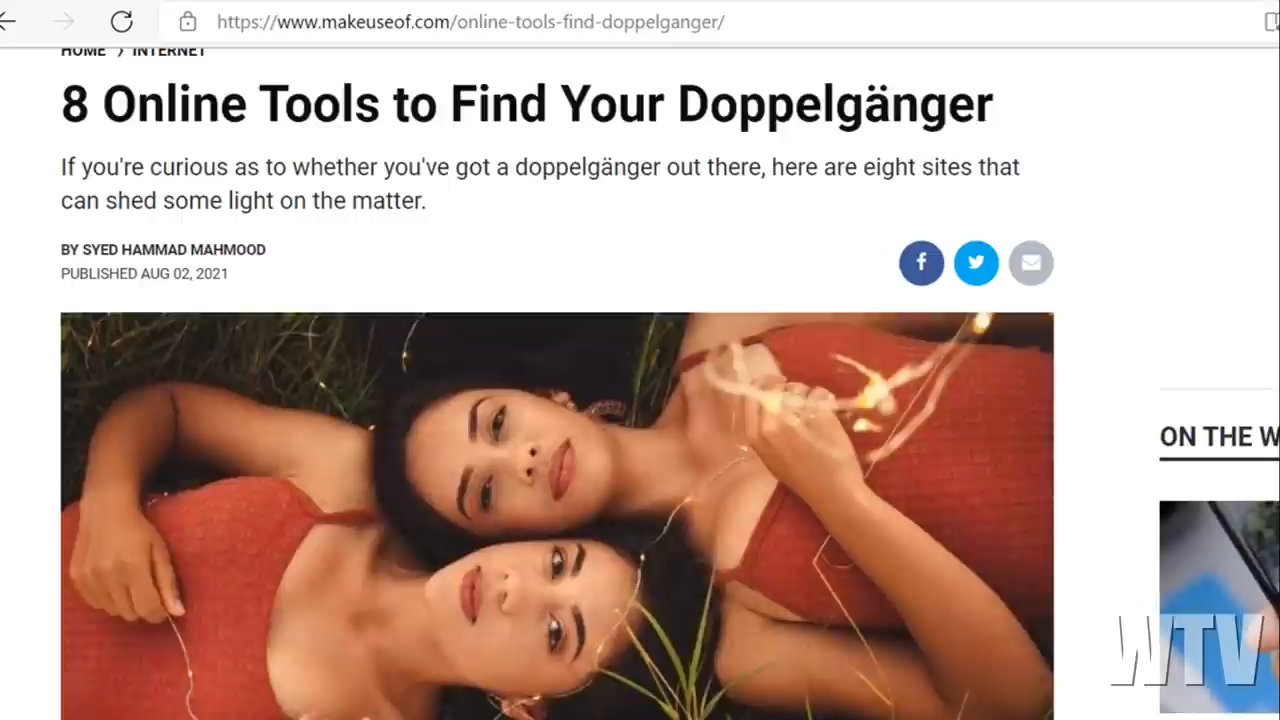 https://www.makeuseof.com/online-tools-find-doppelganger/
HOME > INTERNET
8 Online Tools to Find Your Doppelgänger
If you're curious as to whether you've got a doppelgänger out there, here are eight sites that
can shed some light on the matter.
BY SYED HAMMAD MAHMOOD
PUBLISHED AUG 02, 2021
ON THE W
WTV